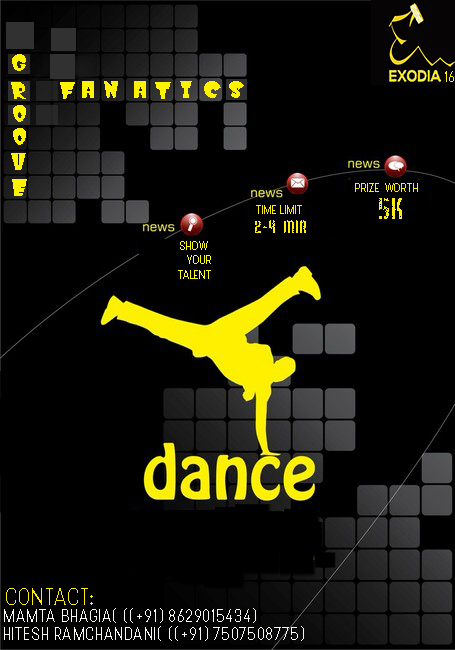 EXODIA 16
GROOVE
FANATICS
news
PRIZE WORTH
5K
news
TIME LIMIT
2-4 MIN
news
SHOW
YOUR
TALENT
dance
CONTACT:
MAMTA BHAGIA( ((+91) 8629015434)
HITESH RAMCHANDANI( ((+91) 7507508775)